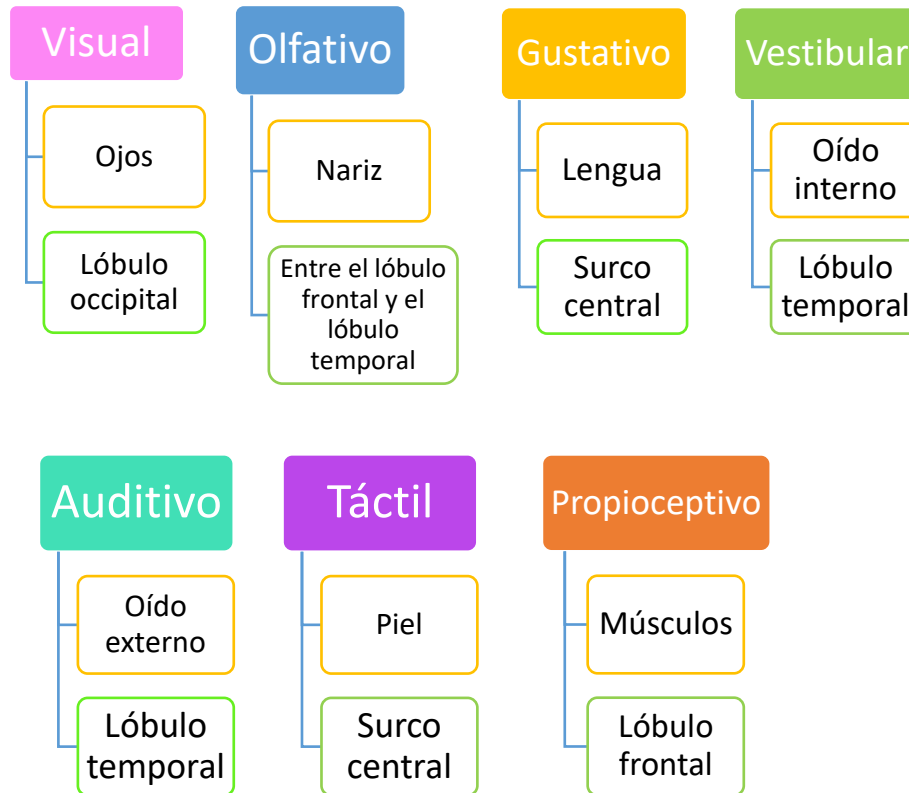 Visual
Ojos
Lóbulo
occipital
Olfativo
Nariz
Entre el lóbulo
frontal y el
lóbulo
temporal
Gustativo
Lengua
Surco
central
Vestibular
Oído
interno
Lóbulo
temporal
Auditivo
Oído
externo
Lóbulo
temporal
Táctil
Piel
Surco
central
Propioceptivo
Músculos
Lóbulo
frontal